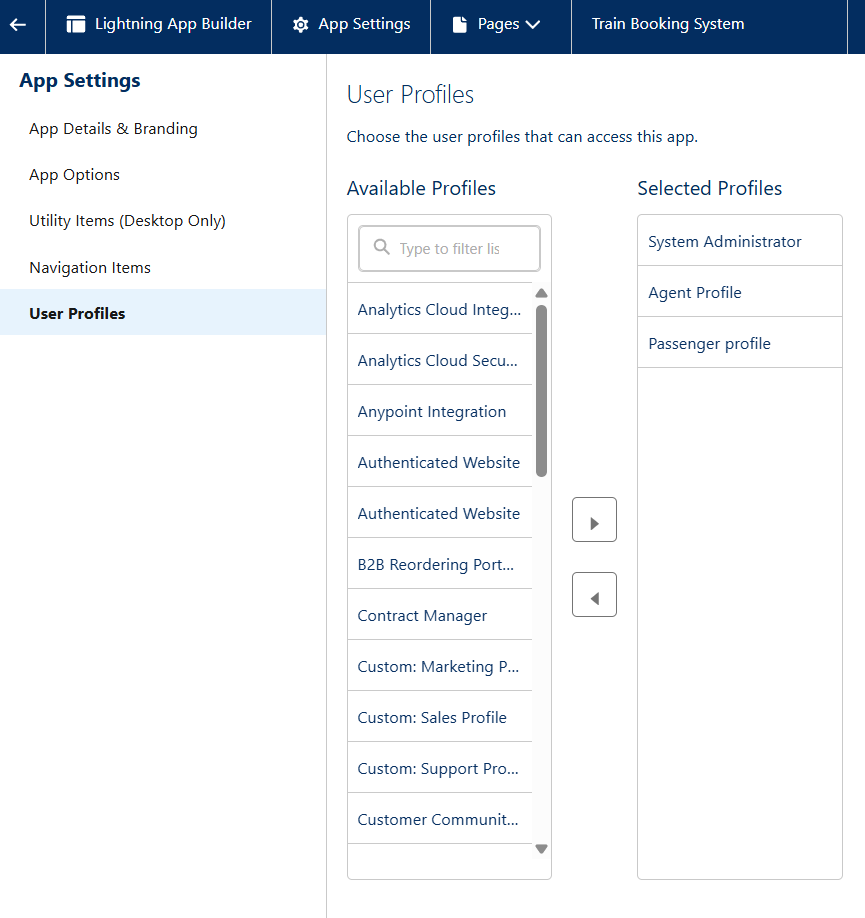 Lightning App Builder
App Settings
Pages
Train Booking System
App Settings
App Details & Branding
App Options
Utility Items (Desktop Only)
Navigation Items
User Profiles
User Profiles
Choose the user profiles that can access this app.
Available Profiles
Type to filter lis
Analytics Cloud Integ...
Analytics Cloud Secu...
Anypoint Integration
Authenticated Website
Authenticated Website
B2B Reordering Port...
Contract Manager
Custom: Marketing P...
Custom: Sales Profile
Custom: Support Pro...
Customer Communit...
Selected Profiles
System Administrator
Agent Profile
Passenger profile